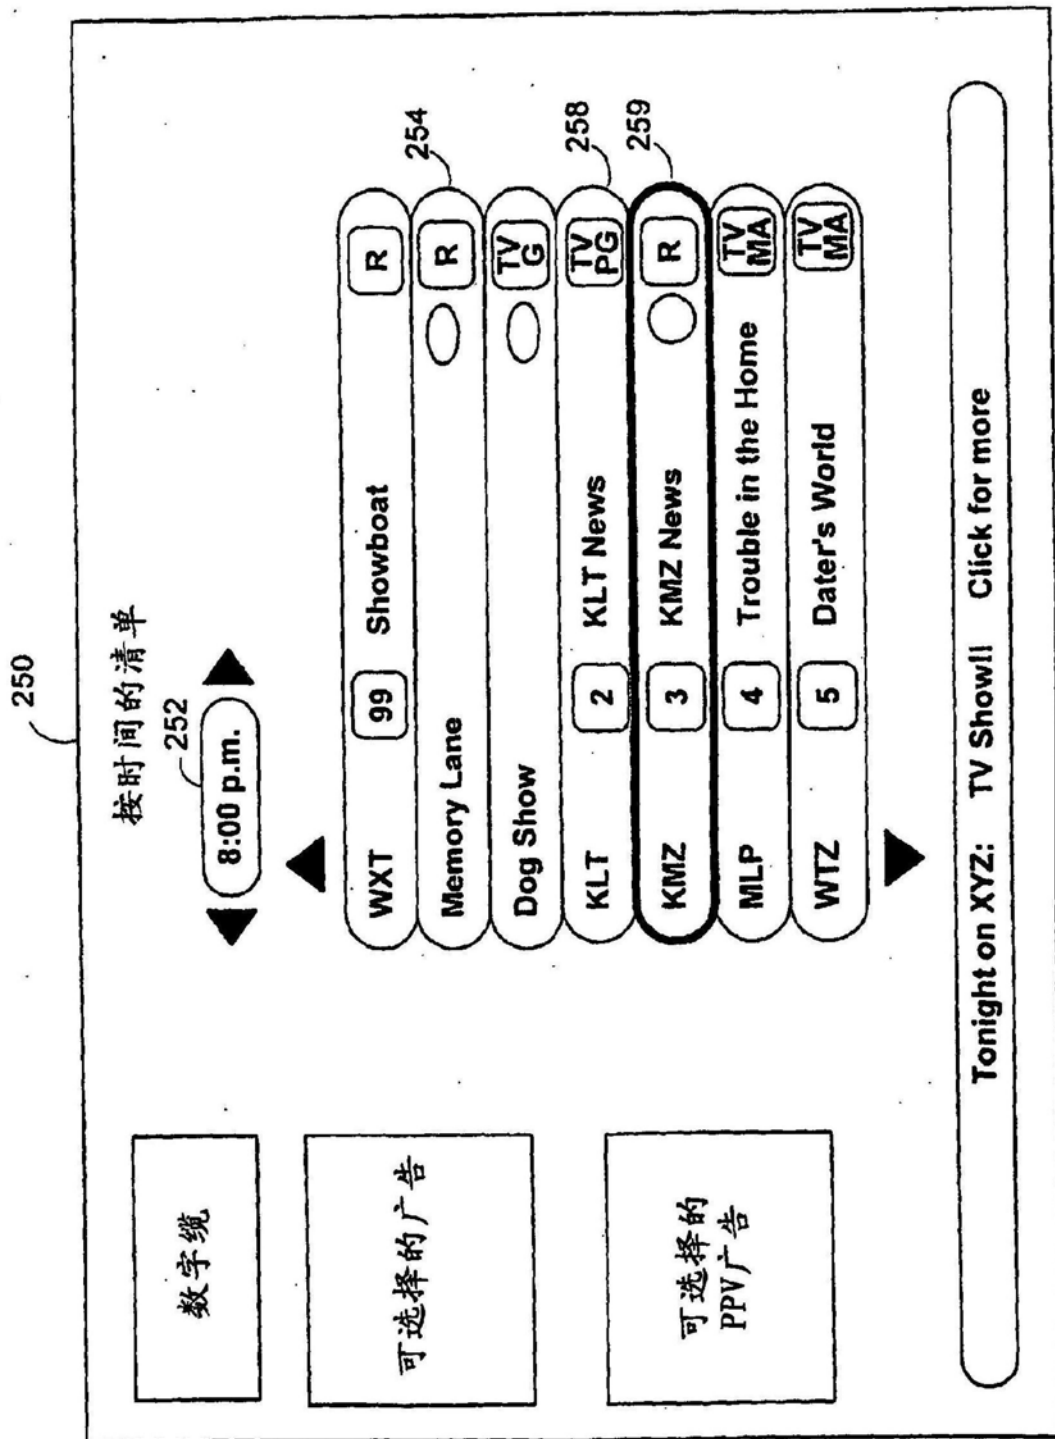 250
按时间的清单
252
8:00 p.m.
数字缆
可选择的广告
可选择的
PPV广告
WXT 99 Showboat R
Memory Lane R 254
Dog Show TV G
KLT 2 KLT News TV PG 258
KMZ 3 KMZ News R 259
MLP 4 Trouble in the Home TV MA
WTZ 5 Dater's World TV MA
Tonight on XYZ: TV Show!! Click for more